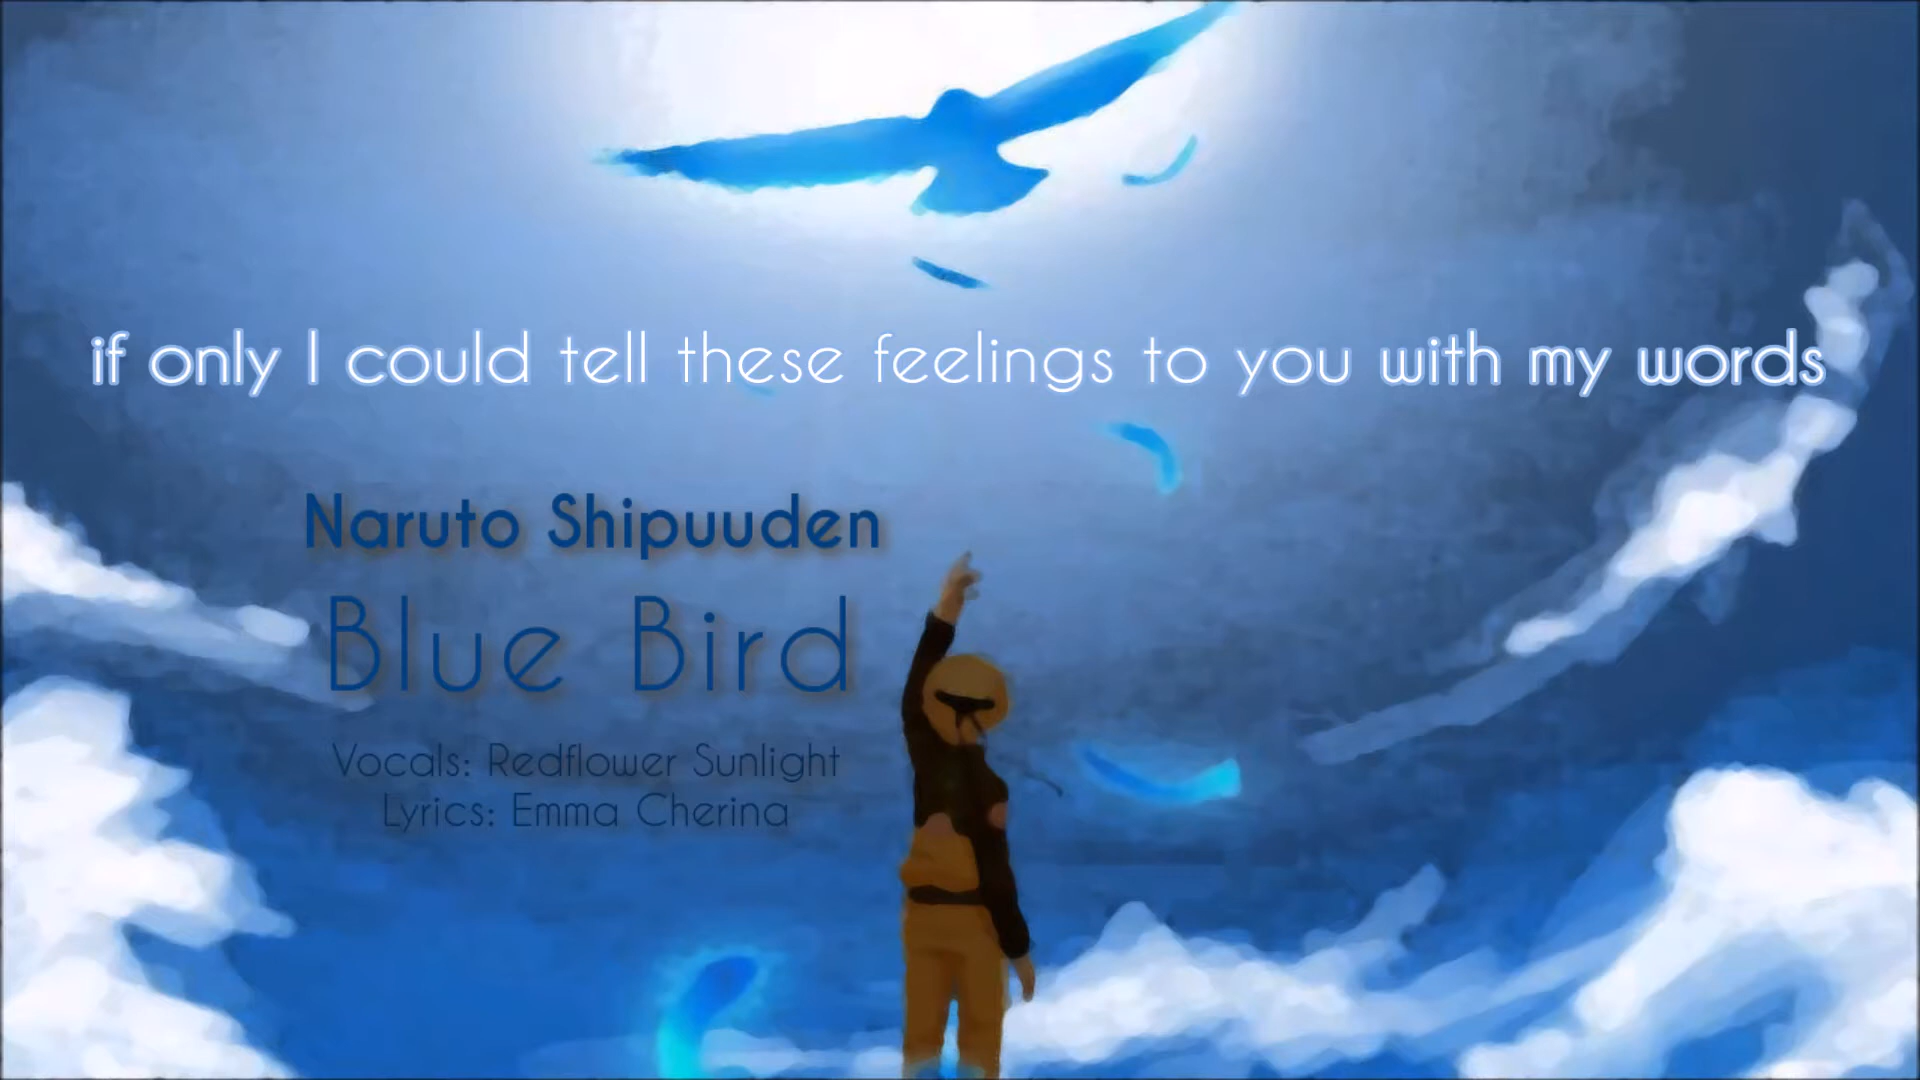 if only I could tell these feelings to you with my words
Naruto Shipuuden
Blue Bird
Vocals: Redflower Sunlight
Lyrics: Emma Cherina